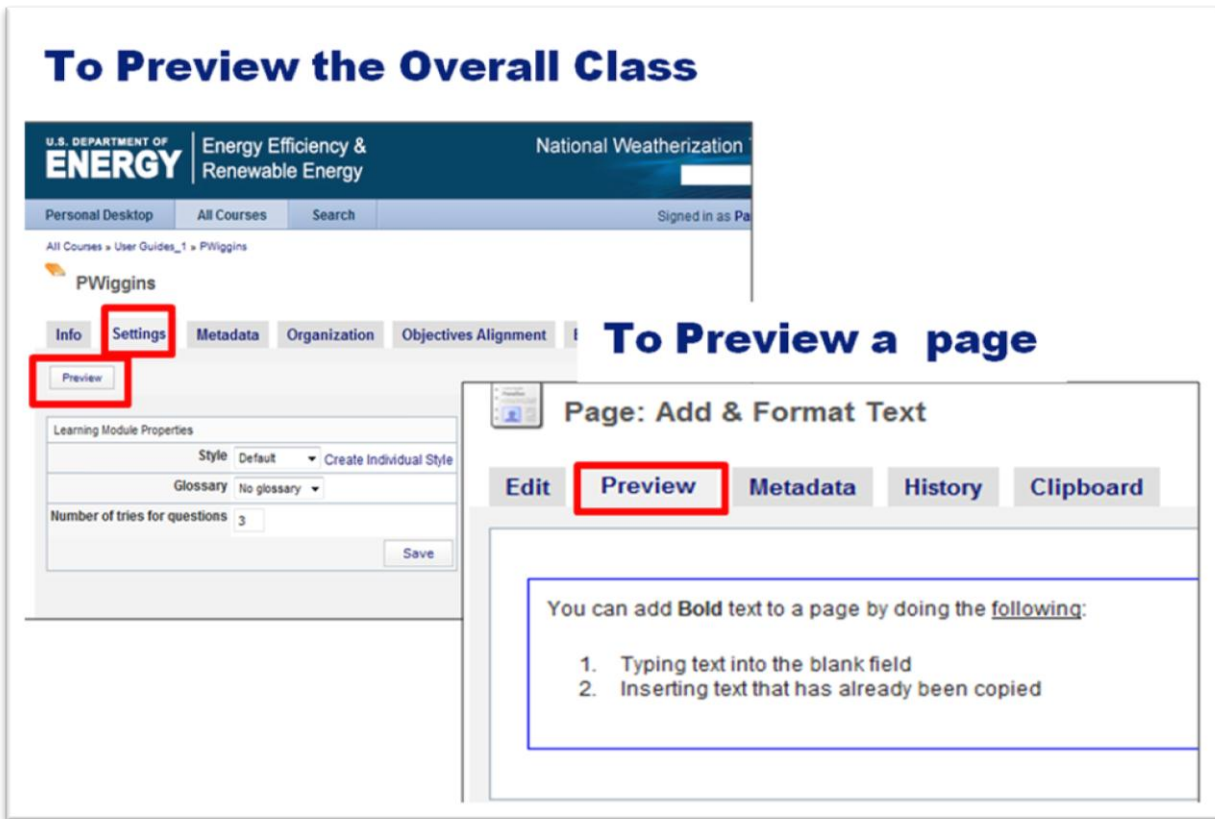 To Preview the Overall Class
U.S. DEPARTMENT OF
ENERGY
Energy Efficiency &
Renewable Energy
National Weatherization
Personal Desktop All Courses Search Signed in as
All Courses » User Guides_1 » PWiggins
PWiggins
Info Settings Metadata Organization Objectives Alignment
Preview
Learning Module Properties
Style Default Create Individual Style
Glossary No glossary
Number of tries for questions 3
Save
To Preview a page
Page: Add & Format Text
Edit Preview Metadata History Clipboard
You can add Bold text to a page by doing the following:
1. Typing text into the blank field
2. Inserting text that has already been copied